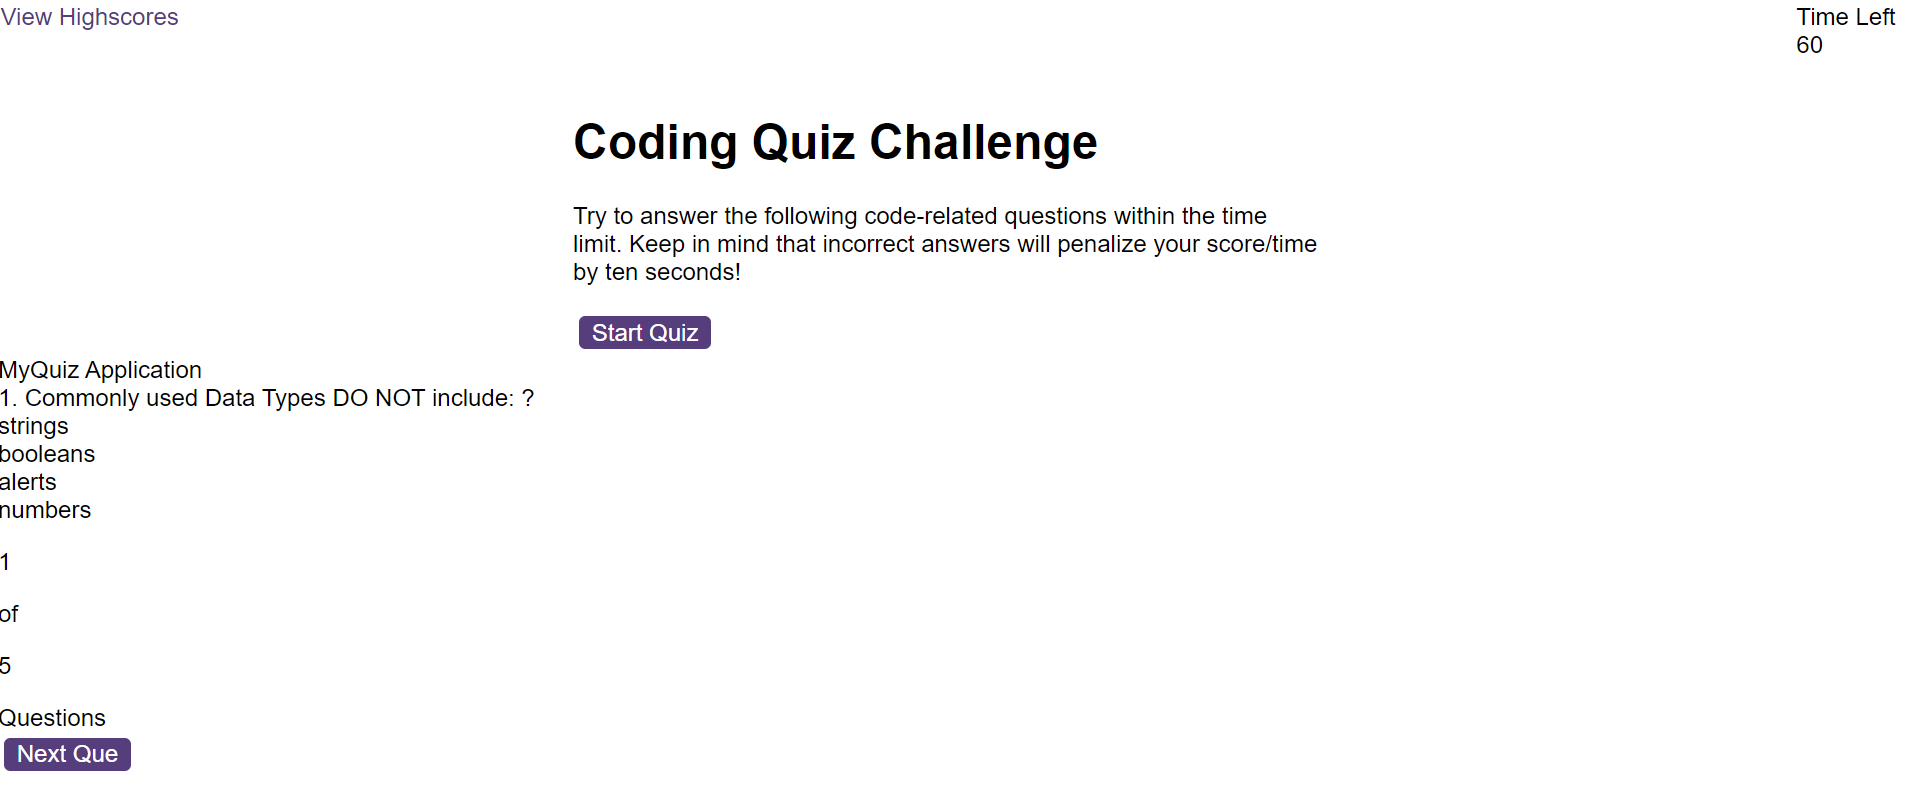 View Highscores
Time Left
60
Coding Quiz Challenge
Try to answer the following code-related questions within the time
limit. Keep in mind that incorrect answers will penalize your score/time
by ten seconds!
Start Quiz
MyQuiz Application
1. Commonly used Data Types DO NOT include: ?
strings
booleans
alerts
numbers
1
of
5
Questions
Next Que